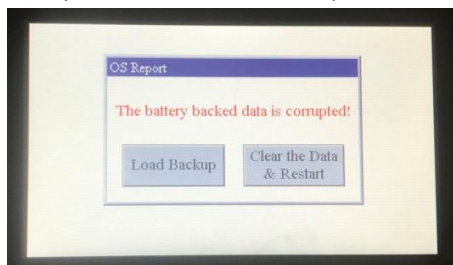 OS Report
The battery backed data is corrupted!
Load Backup
Clear the Data
& Restart